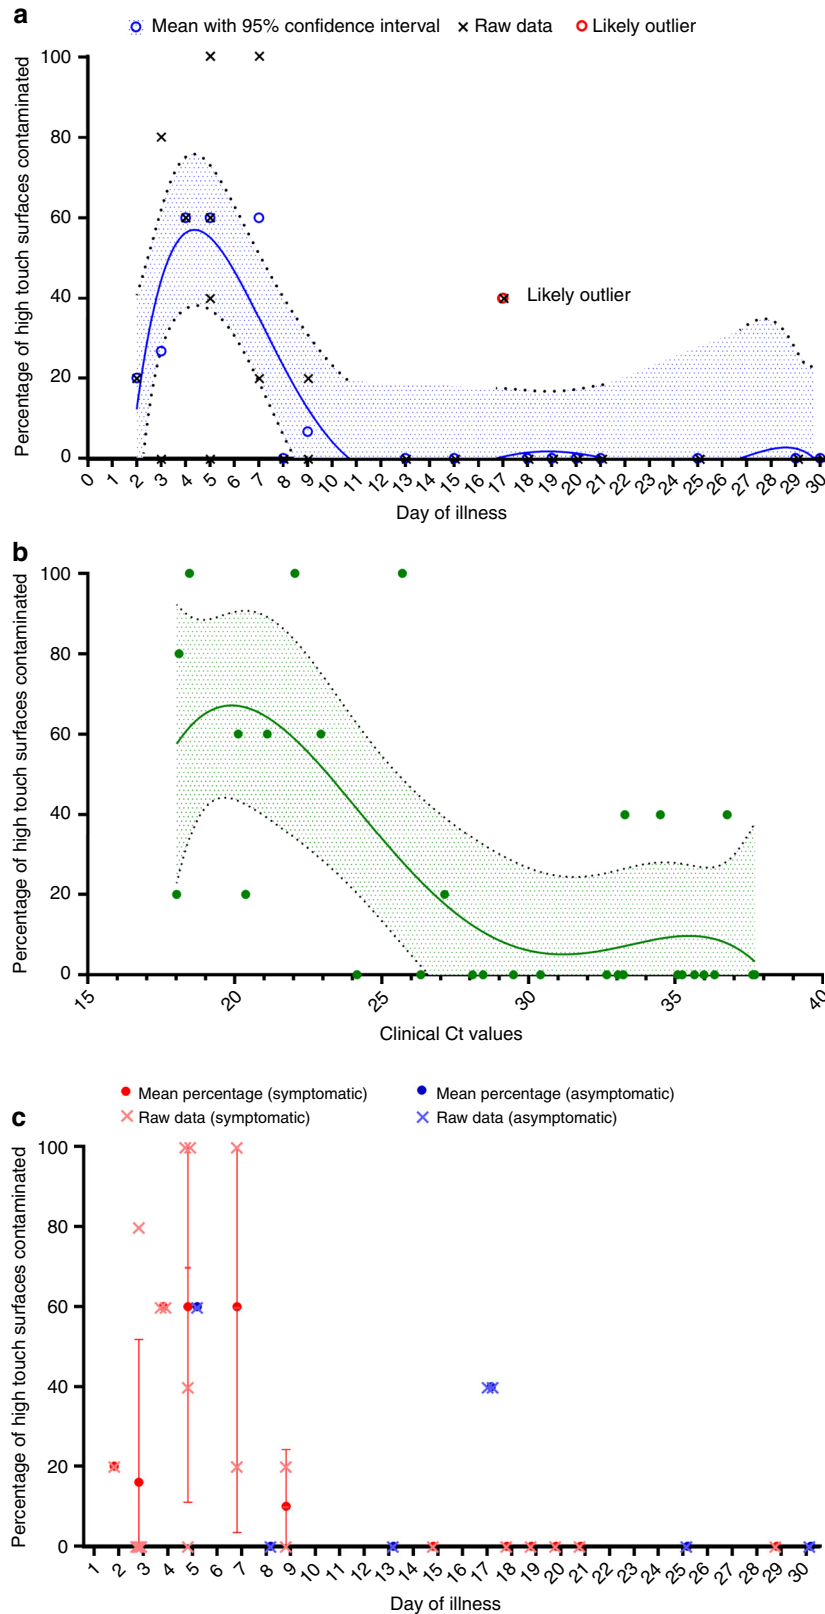 a
Mean with 95% confidence interval
Raw data
Likely outlier
Percentage of high touch surfaces contaminated
100
80
60
40
20
0
Likely outlier
0 1 2 3 4 5 6 7 8 9 10 11 12 13 14 15 16 17 18 19 20 21 22 23 24 25 26 27 28 29 30
Day of illness
b
Percentage of high touch surfaces contaminated
100
80
60
40
20
0
15 20 25 30 35 40
Clinical Ct values
Mean percentage (symptomatic)
Mean percentage (asymptomatic)
c
Raw data (symptomatic)
Raw data (asymptomatic)
Percentage of high touch surfaces contaminated
100
80
60
40
20
0
1 2 3 4 5 6 7 8 9 10 11 12 13 14 15 16 17 18 19 20 21 22 23 24 25 26 27 28 29 30
Day of illness